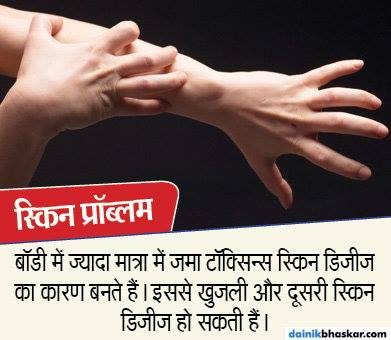 स्किन प्रॉब्लम
बॉडी में ज्यादा मात्रा में जमा टॉक्सिन्स स्किन डिजीज
का कारण बनते हैं। इससे खुजली और दूसरी स्किन
डिजीज हो सकती हैं।
dainikbhaskar.com